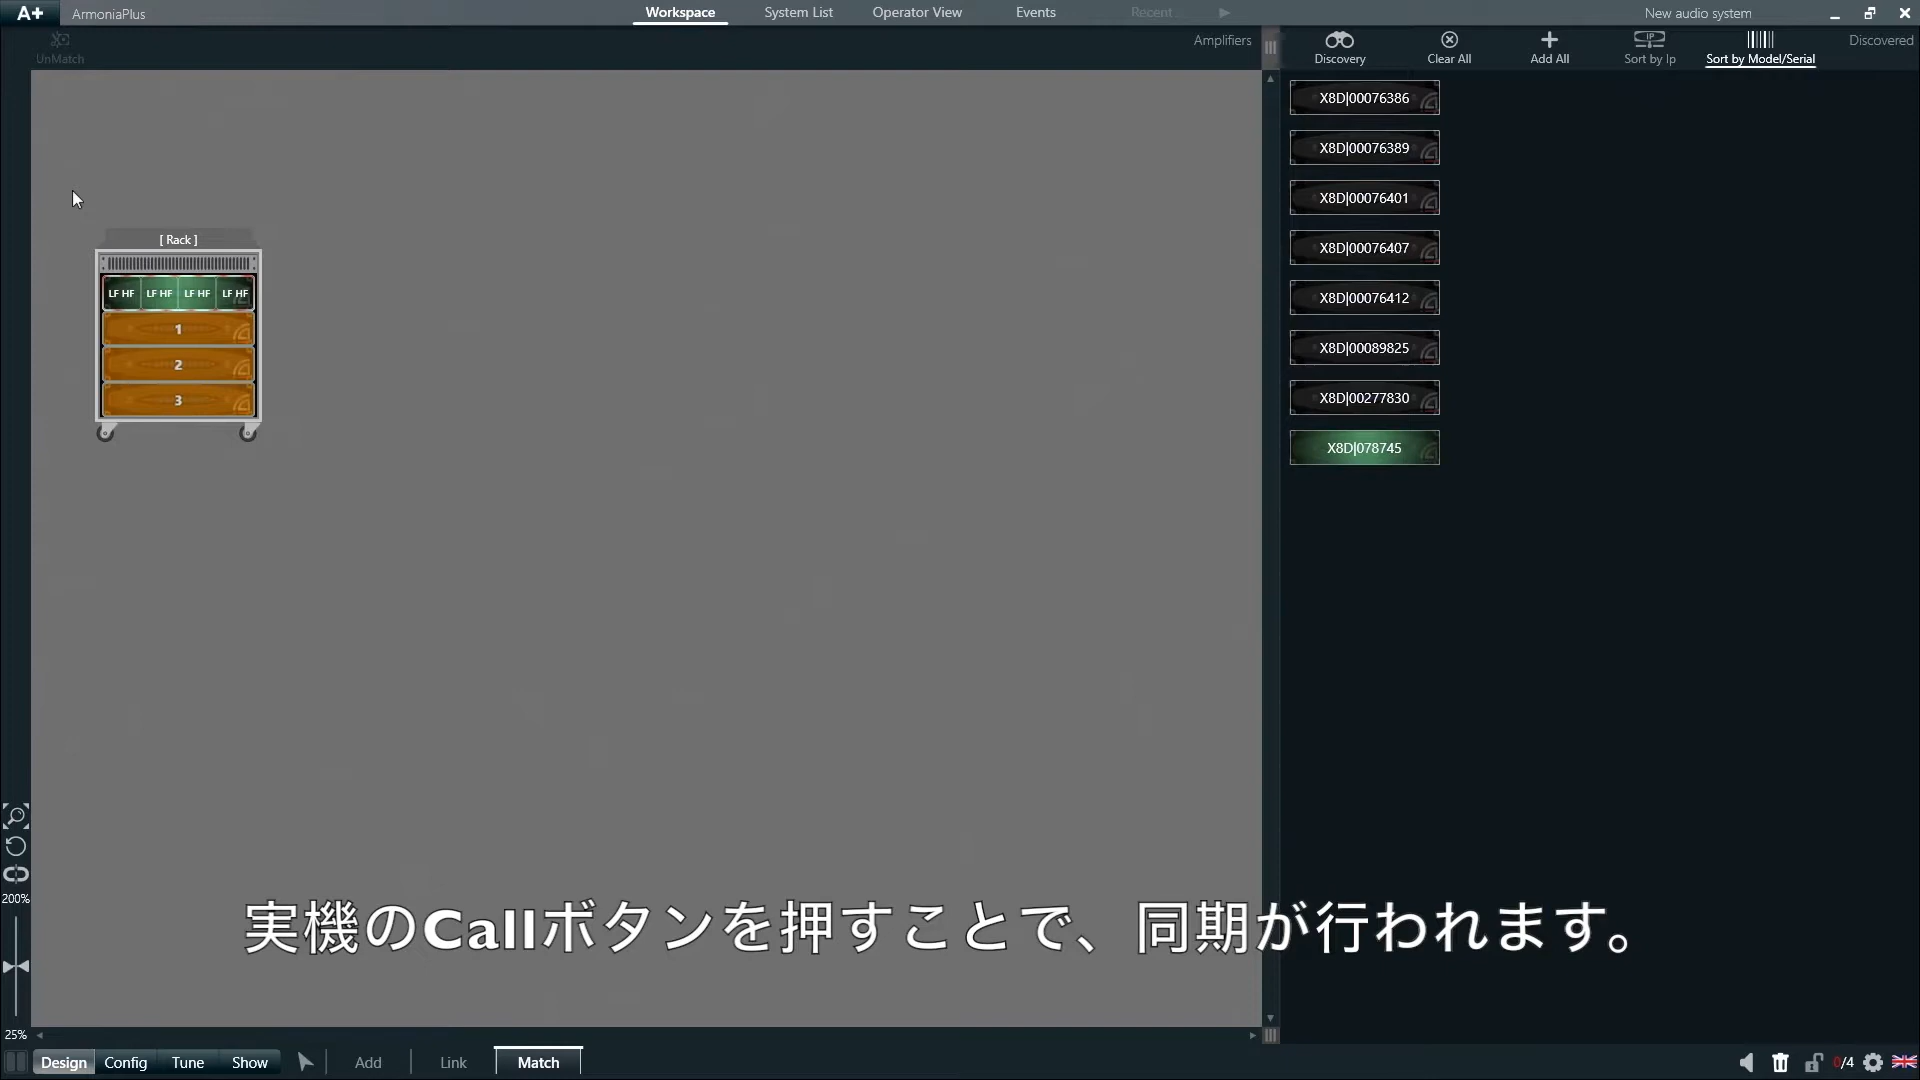 A+ ArmoniaPlus Workspace System List Operator View Events Recent... New audio system
UnMatch Amplifiers Discovery Clear All Add All Sort by Ip Sort by Model/Serial Discovered
X8D|00076386
X8D|00076389
X8D|00076401
X8D|00076407
X8D|00076412
X8D|00089825
X8D|00277830
X8D|078745
[ Rack ]
LF HF LF HF LF HF LF HF
1
2
3
200%
実機のCallボタンを押すことで、同期が行われます。
25%
Design Config Tune Show Add Link Match 0/4